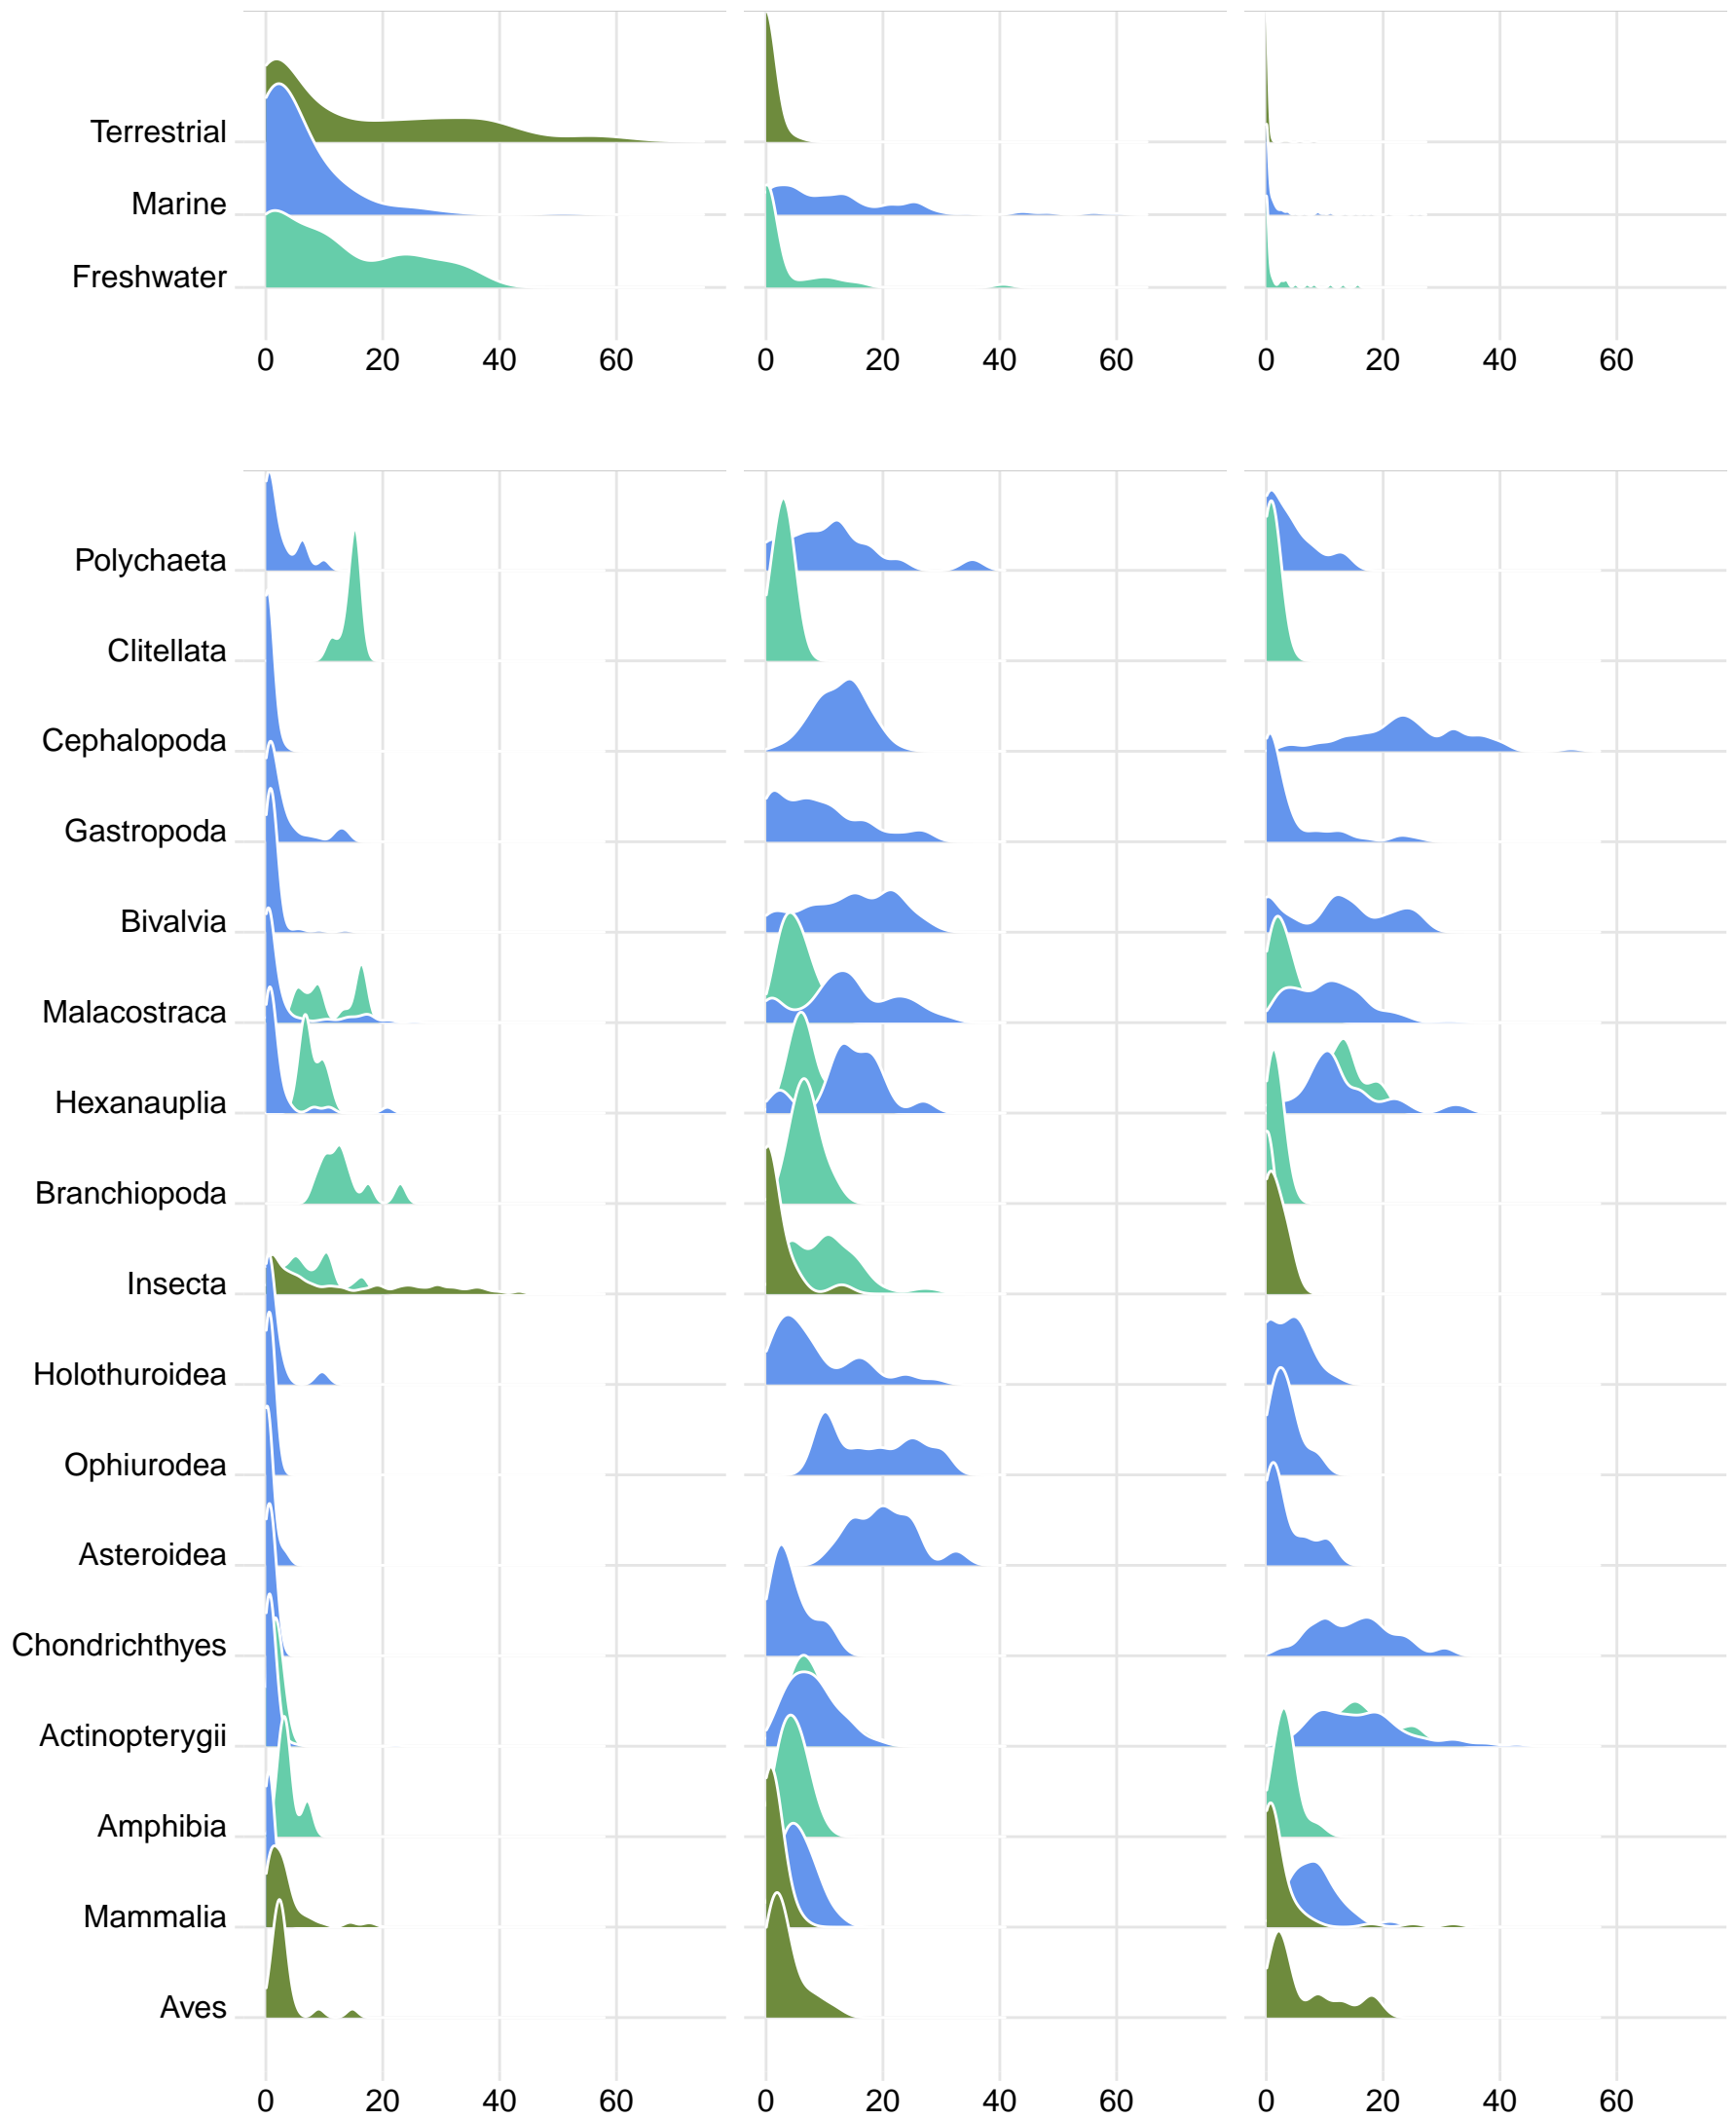 Terrestrial
Marine
Freshwater
0 20 40 60 0 20 40 60 0 20 40 60
Polychaeta
Clitellata
Cephalopoda
Gastropoda
Bivalvia
Malacostraca
Hexanauplia
Branchiopoda
Insecta
Holothuroidea
Ophiurodea
Asteroidea
Chondrichthyes
Actinopterygii
Amphibia
Mammalia
Aves
0 20 40 60 0 20 40 60 0 20 40 60